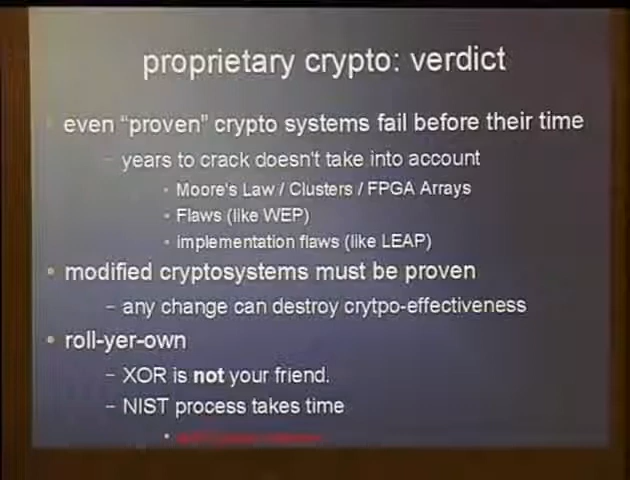 proprietary crypto: verdict
even “proven” crypto systems fail before their time
– years to crack doesn't take into account
• Moore's Law / Clusters / FPGA Arrays
• Flaws (like WEP)
• implementation flaws (like LEAP)
• modified cryptosystems must be proven
– any change can destroy crytpo-effectiveness
• roll-yer-own
– XOR is not your friend.
– NIST process takes time